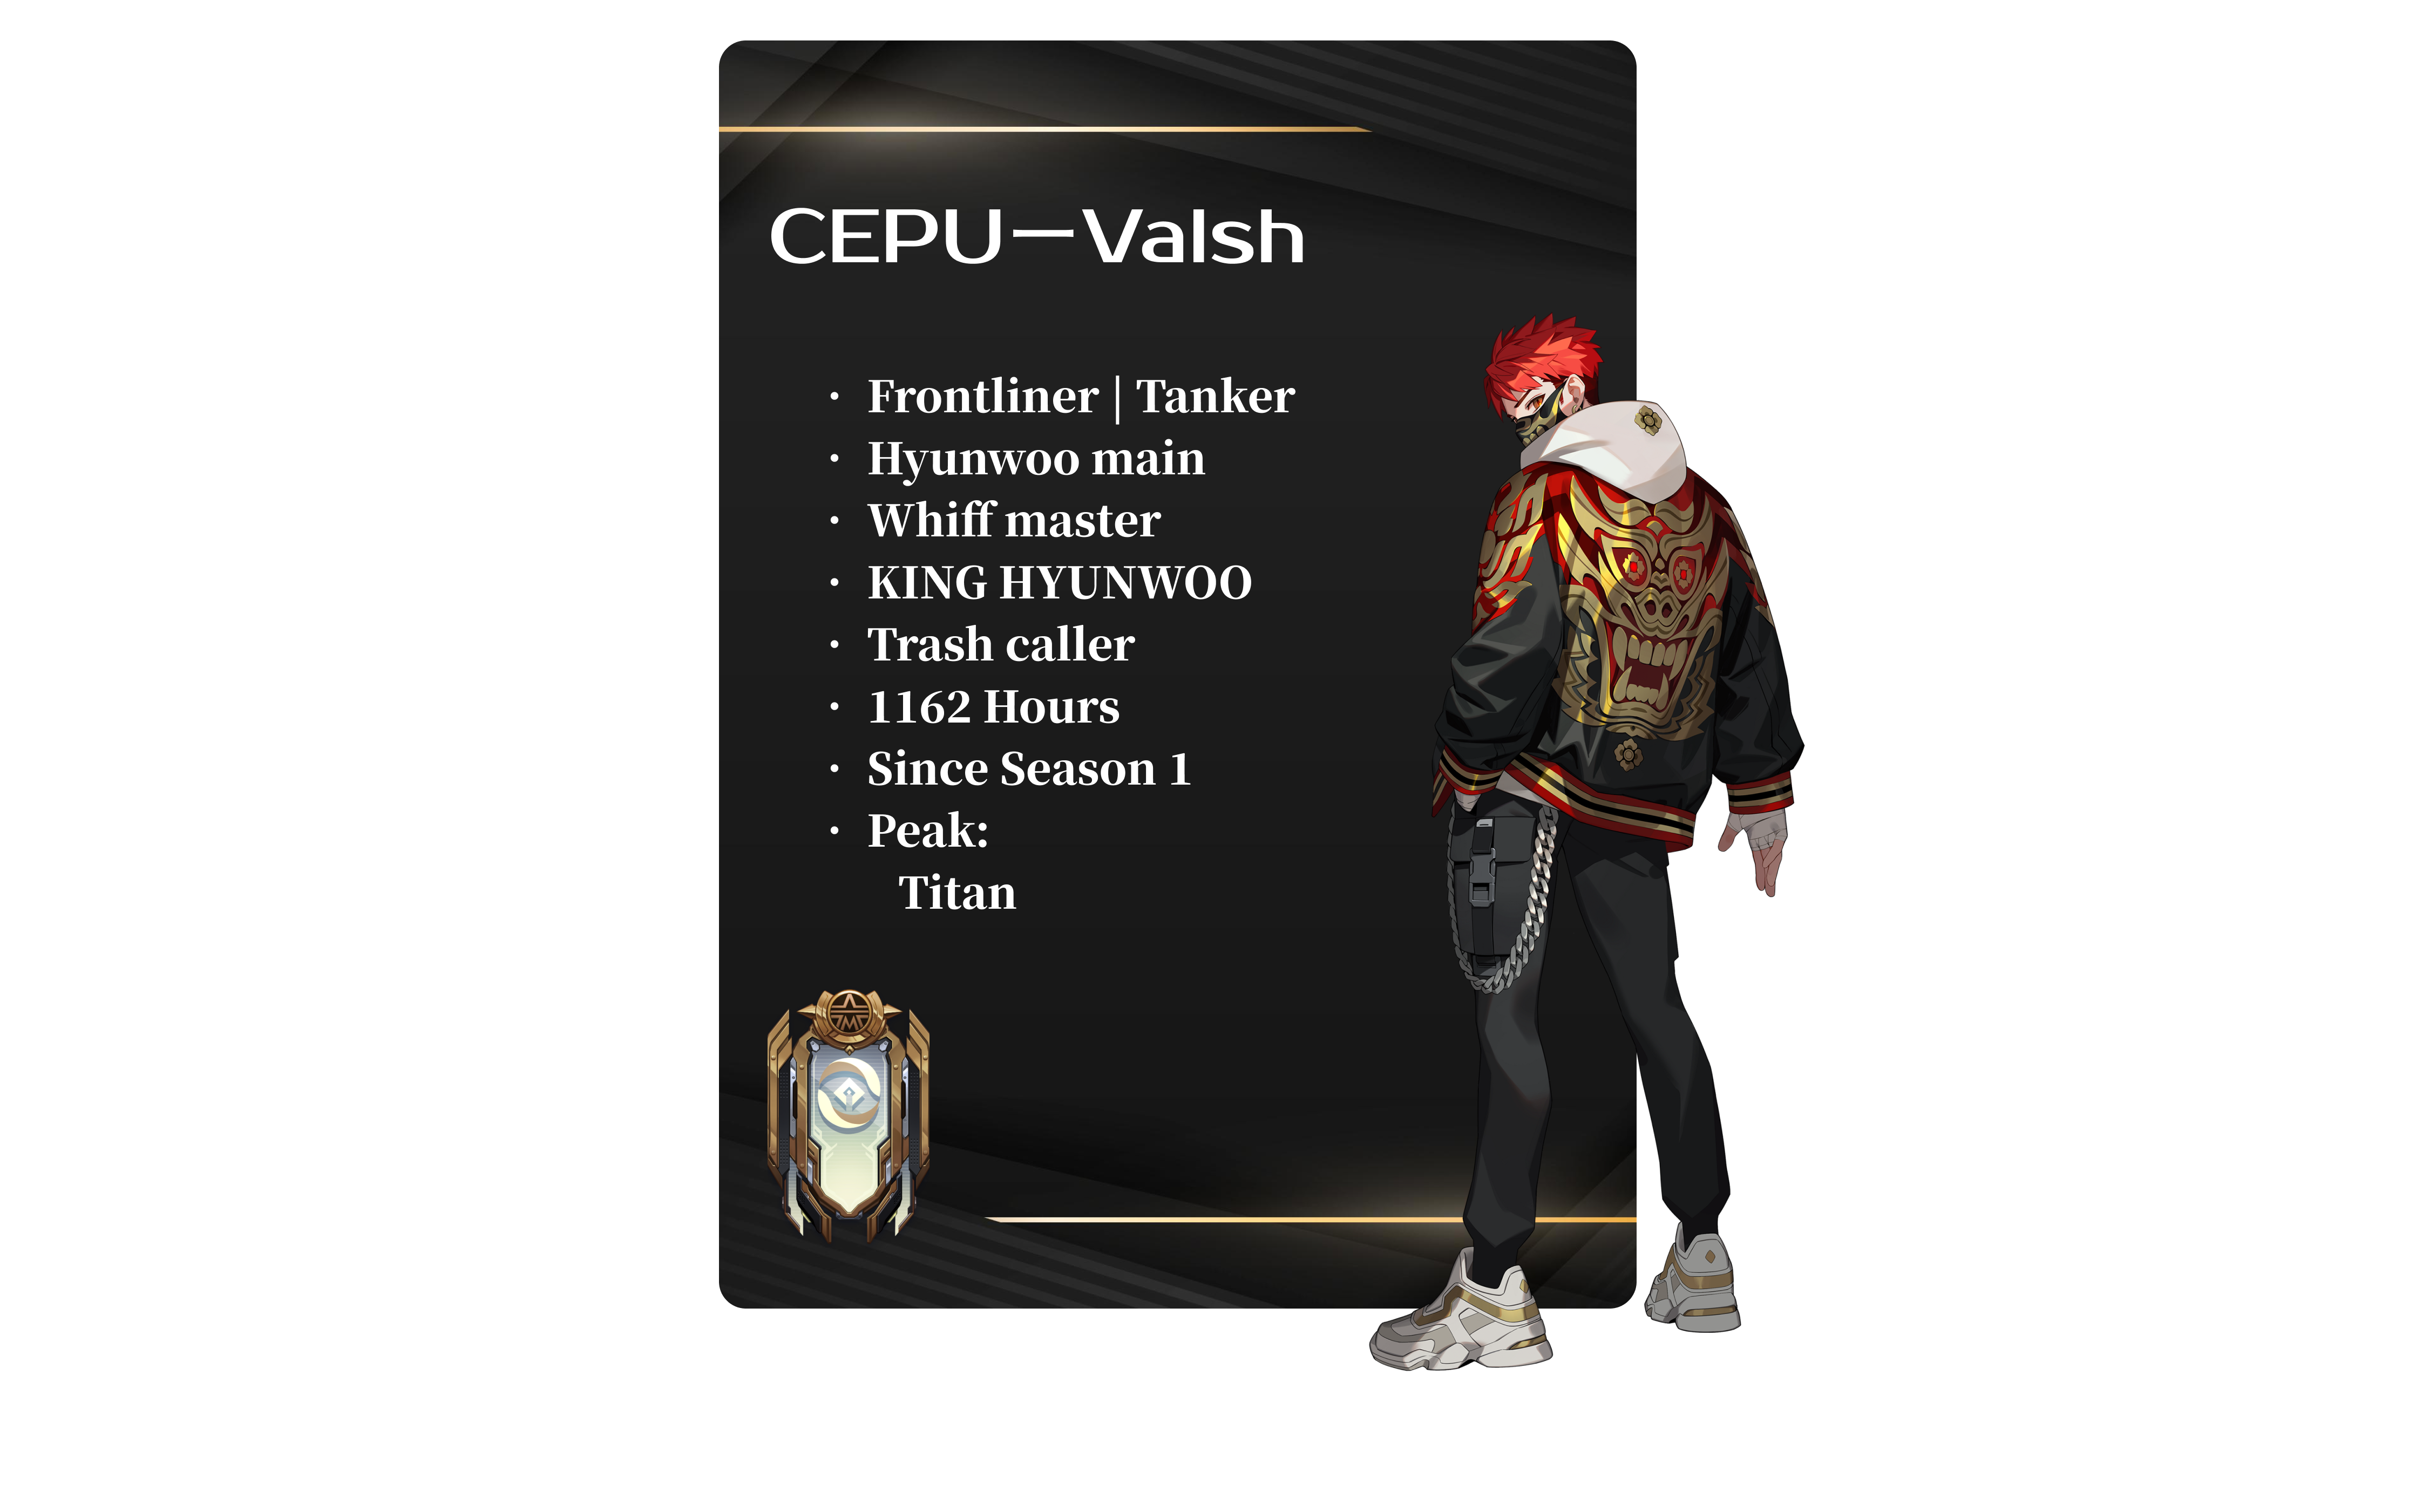 CEPU—Valsh
· Frontliner | Tanker
· Hyunwoo main
· Whiff master
· KING HYUNWOO
· Trash caller
· 1162 Hours
· Since Season 1
· Peak:
Titan